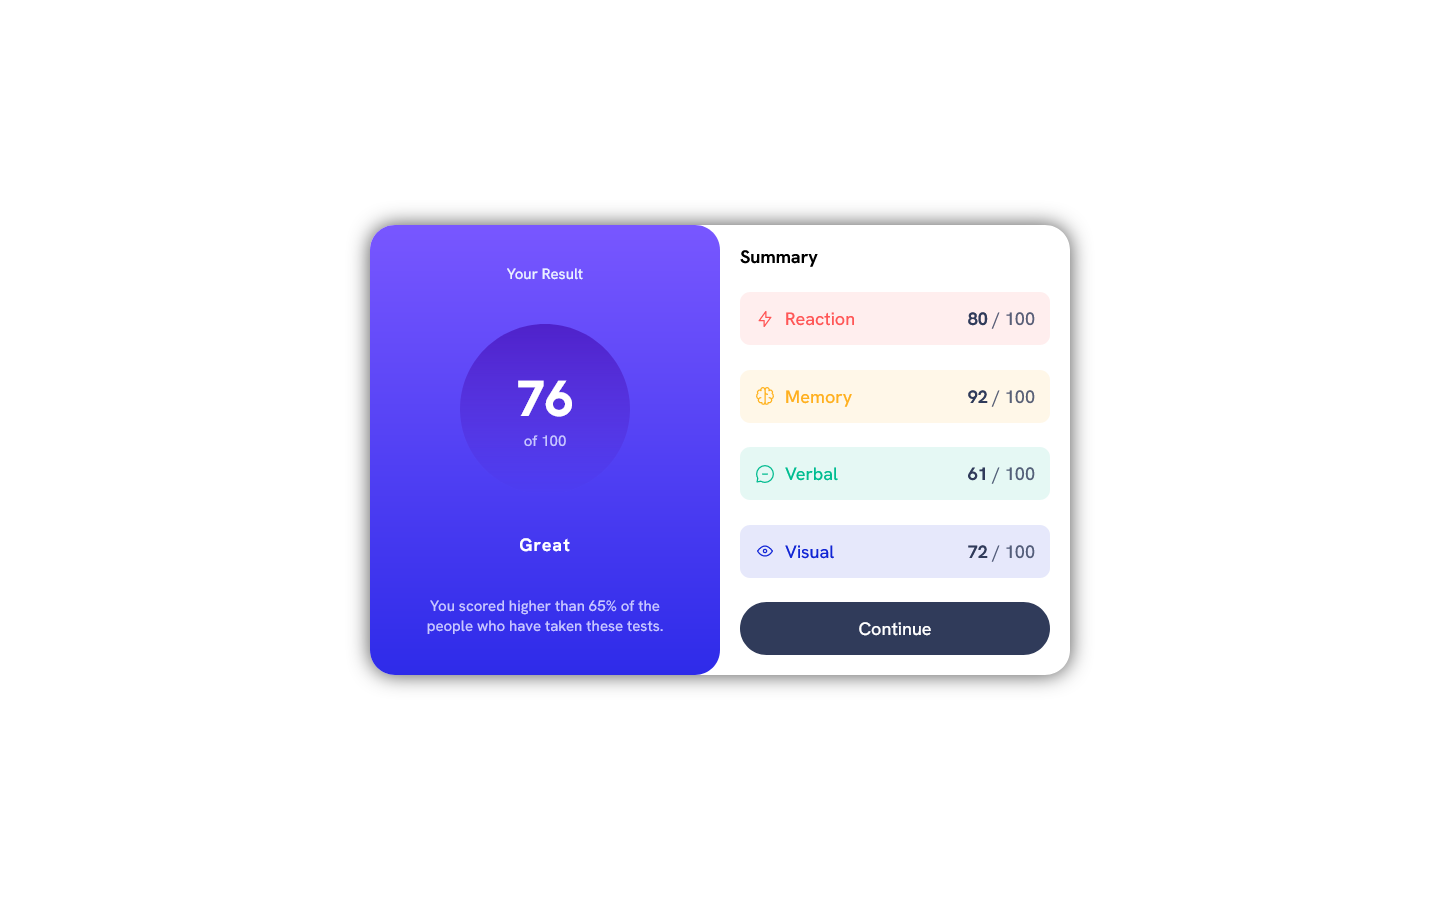 Your Result
76
of 100
Great
You scored higher than 65% of the
people who have taken these tests.
Summary
Reaction 80 / 100
Memory 92 / 100
Verbal 61 / 100
Visual 72 / 100
Continue